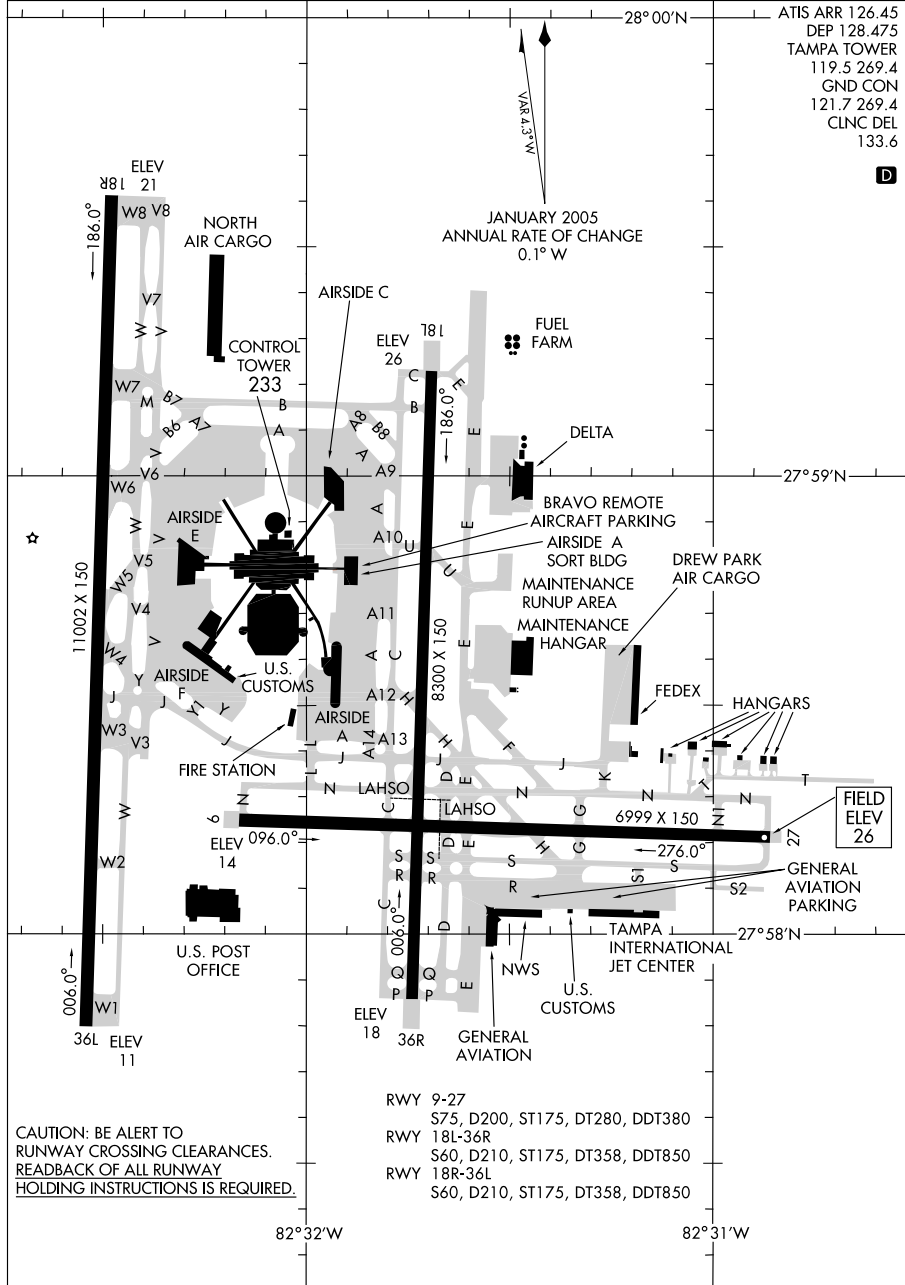 28°00'N
ATIS ARR 126.45
DEP 128.475
TAMPA TOWER
119.5 269.4
GND CON
121.7 269.4
CLNC DEL
133.6
D
VAR 4.3°W
JANUARY 2005
ANNUAL RATE OF CHANGE
0.1° W
18R
ELEV
21
186.0°
W8 V8
NORTH
AIR CARGO
V7
W
V
AIRSIDE C
CONTROL
TOWER
233
ELEV
26
18L
FUEL
FARM
C
F
B
186.0°
W7
M
B7
B
B6
A7
A
A8
B8
A
E
DELTA
V
V6
W6
A9
27°59'N
A
W
V
AIRSIDE
E
A10
U
U
E
BRAVO REMOTE
AIRCRAFT PARKING
AIRSIDE A
SORT BLDG
DREW PARK
AIR CARGO
V5
W5
11002 X 150
V4
V
W4
A11
A
C
8300 X 150
E
MAINTENANCE
RUNUP AREA
MAINTENANCE
HANGAR
Y
J
J
AIRSIDE
F
Y1
Y
U.S.
CUSTOMS
A12
H
FEDEX
HANGARS
W3
V3
J
FIRE STATION
AIRSIDE
A
L
J
A14
A13
H
J
F
J
K
T
T
L
N
N
LAHSO
C
LAHSO
D
E
N
G
N
N1
N
W
9
ELEV
14
096.0°
6999 X 150
27
FIELD
ELEV
26
D
E
H
G
276.0°
W2
S
R
S
R
S
R
S1
S
S2
GENERAL
AVIATION
PARKING
C
006.0°
D
U.S. POST
OFFICE
27°58'N
NWS
TAMPA
INTERNATIONAL
JET CENTER
U.S.
CUSTOMS
006.0°
W1
Q
P
Q
P
E
36L
ELEV
11
ELEV
18
36R
GENERAL
AVIATION
RWY 9-27
S75, D200, ST175, DT280, DDT380
RWY 18L-36R
S60, D210, ST175, DT358, DDT850
RWY 18R-36L
S60, D210, ST175, DT358, DDT850
CAUTION: BE ALERT TO
RUNWAY CROSSING CLEARANCES.
READBACK OF ALL RUNWAY
HOLDING INSTRUCTIONS IS REQUIRED.
82°32'W
82°31'W